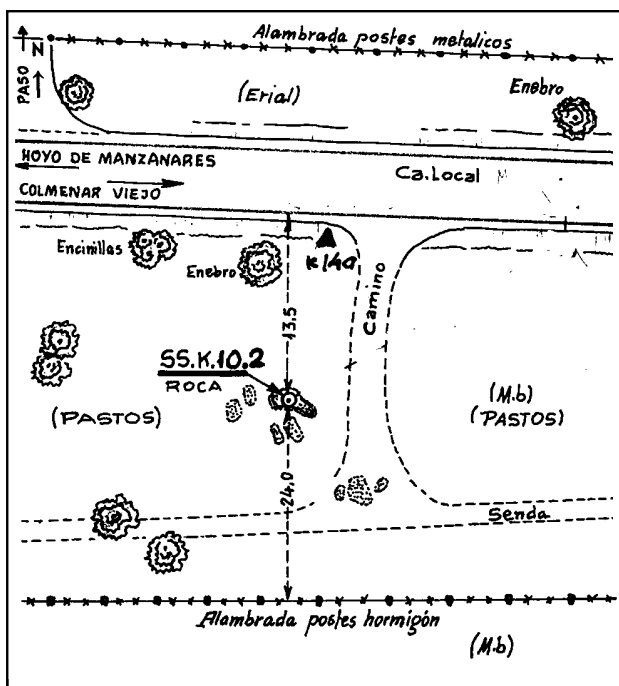 Alambrada postes metalicos
N
PASO
(Erial)
Enebro
HOYO DE MANZANARES
Ca.Local
COLMENAR VIEJO
Encinillas
Enebro
Camino
13.5
SS.K.10.2
ROCA
(PASTOS)
(M.b)
(PASTOS)
24.0
Senda
Alambrada postes hormigón
(M.b)